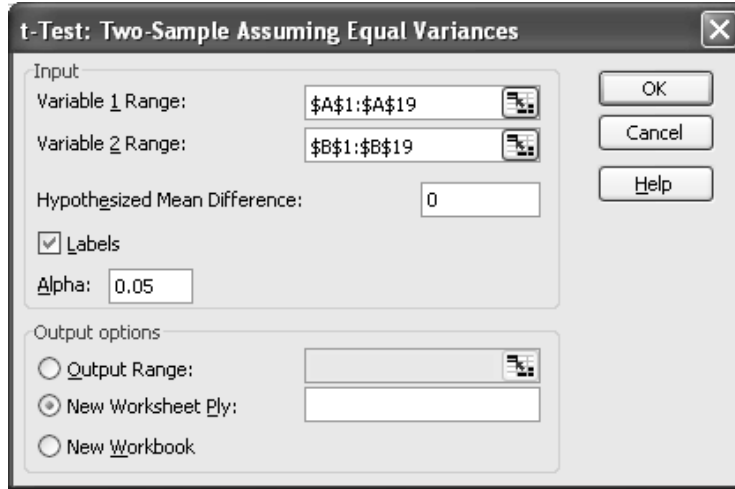 t-Test: Two-Sample Assuming Equal Variances
Input
Variable 1 Range:
$A$1:$A$19
Variable 2 Range:
$B$1:$B$19
Hypothesized Mean Difference:
0
Labels
Alpha:
0.05
OK
Cancel
Help
Output options
Output Range:
New Worksheet Ply:
New Workbook